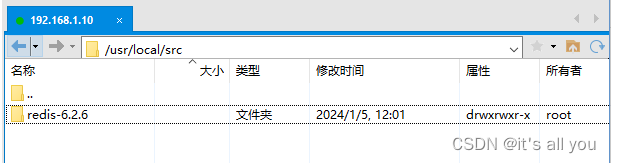 192.168.1.10 ×
/usr/local/src
名称 大小 类型 修改时间 属性 所有者
..
redis-6.2.6 文件夹 2024/1/5, 12:01 drwxrwxr-x root
CSDN @it's all you